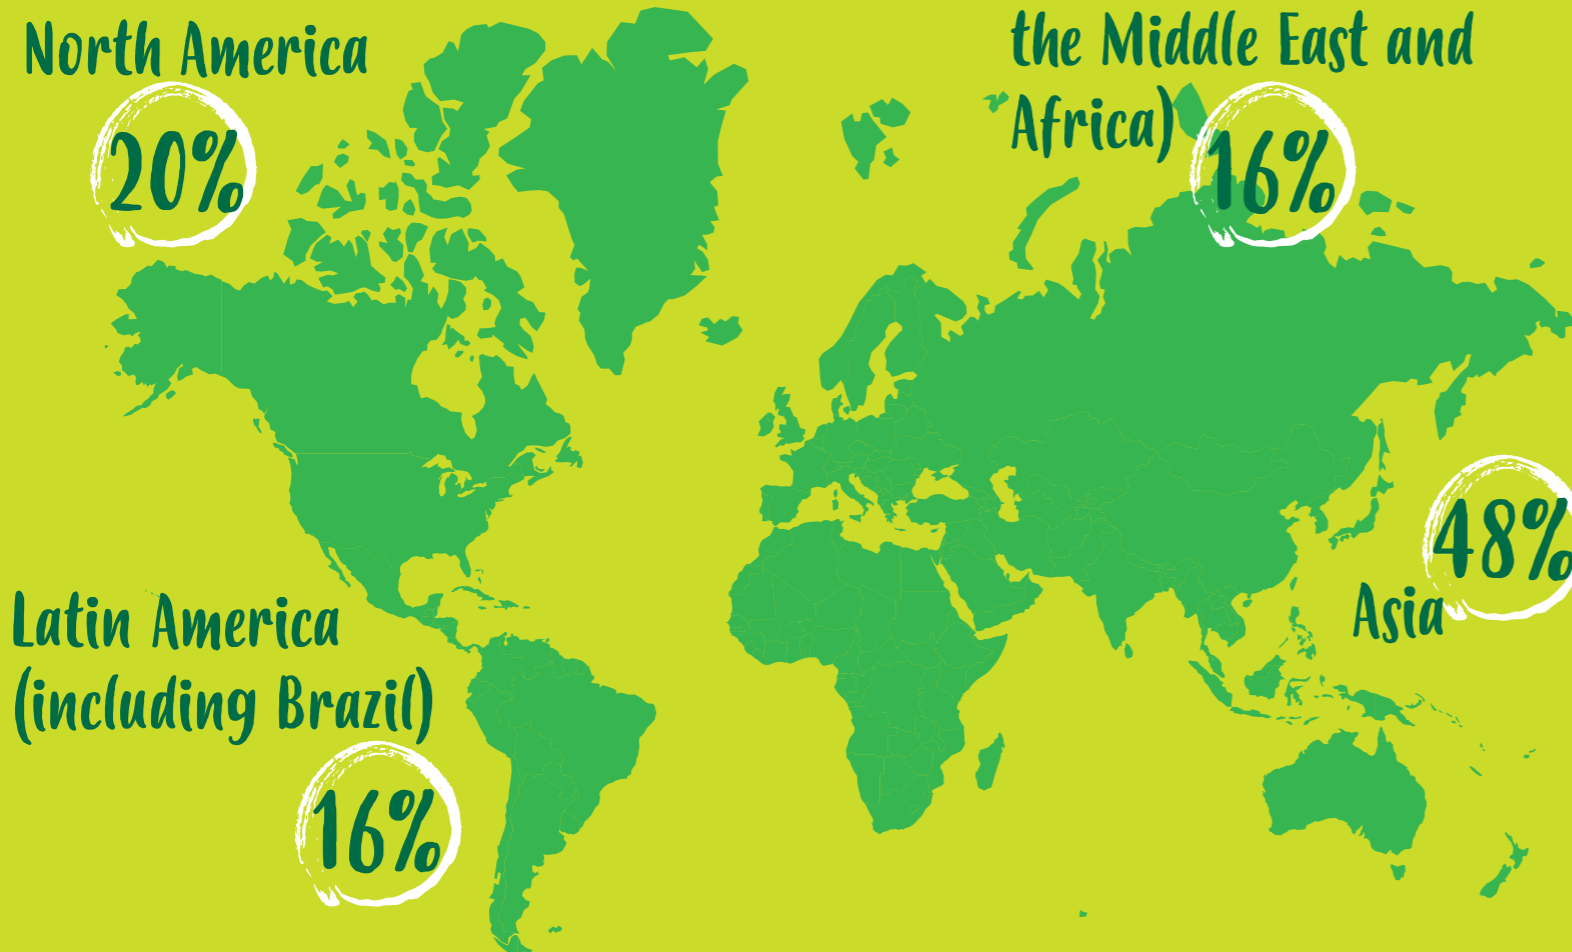 North America
20%
the Middle East and
Africa)
16%
48%
Asia
Latin America
(including Brazil)
16%